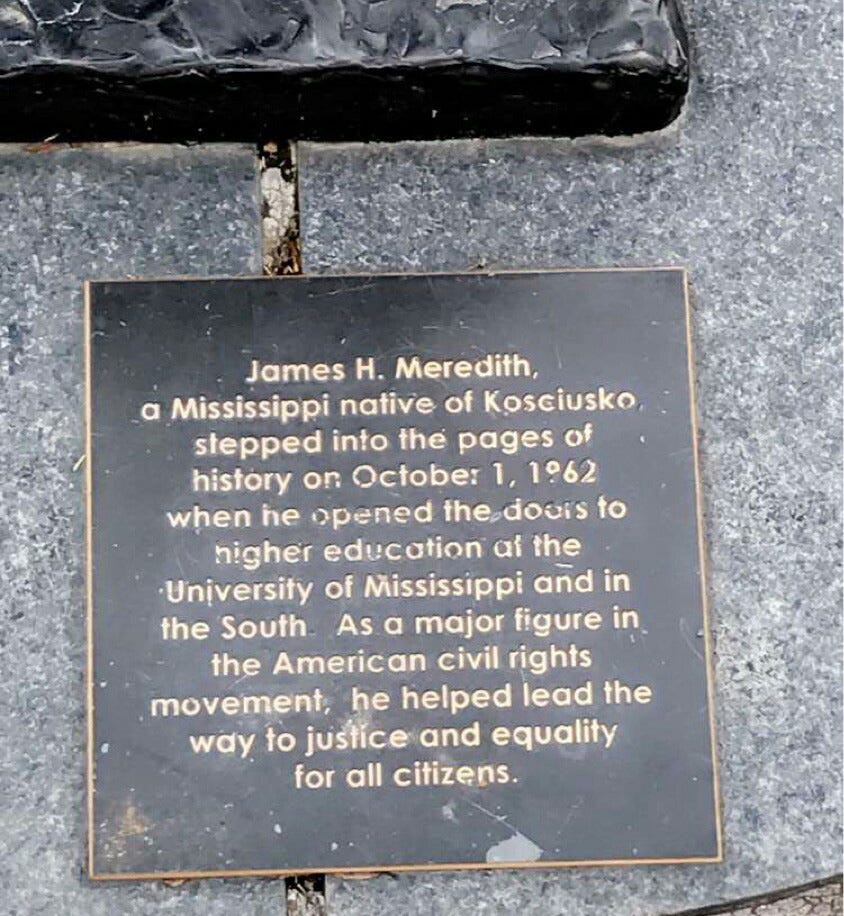 James H. Meredith,
a Mississippi native of Kosciusko,
stepped into the pages of
history on October 1, 1962
when he opened the doors to
higher education at the
University of Mississippi and in
the South. As a major figure in
the American civil rights
movement, he helped lead the
way to justice and equality
for all citizens.